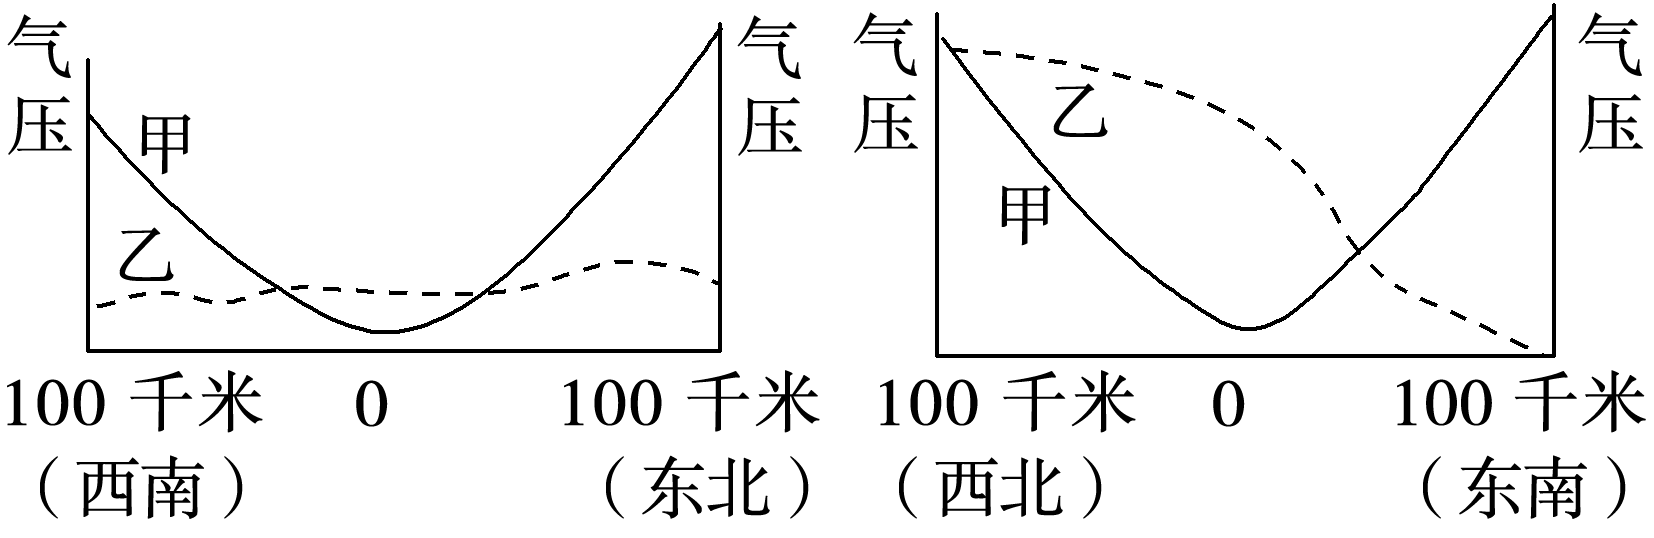 气压
甲
乙
气压
100 千米 0 100 千米
（西南） （东北）
气压
乙
甲
气压
100 千米 0 100 千米
（西北） （东南）